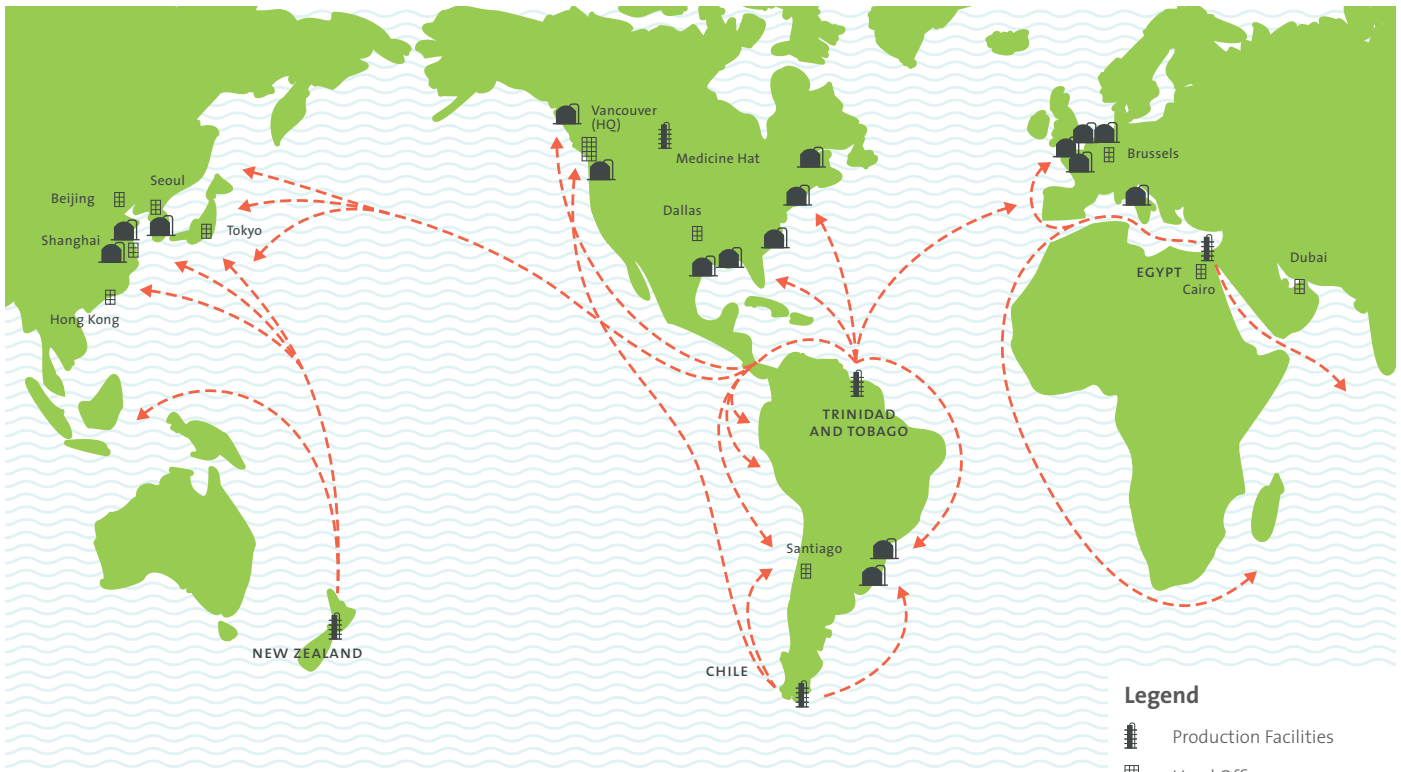 Vancouver
(HQ)
Medicine Hat
Brussels
Seoul
Beijing
Dallas
Tokyo
Shanghai
Dubai
EGYPT
Cairo
Hong Kong
TRINIDAD
AND TOBAGO
Santiago
NEW ZEALAND
CHILE
Legend
Production Facilities